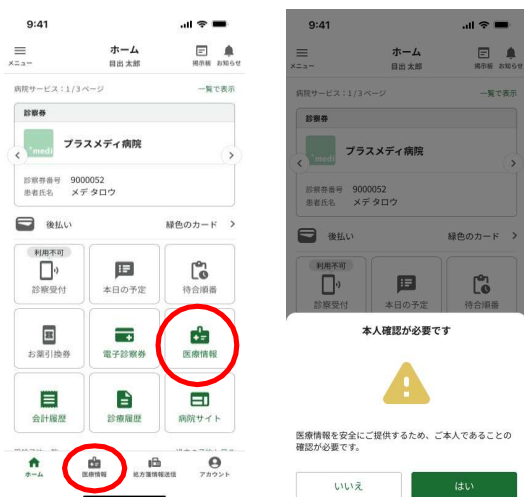 9:41
メニュー
ホーム
目出 太郎
掲示板
お知らせ
病院サービス：1 / 3 ページ
一覧で表示
診察券
medi
プラスメディ病院
診察券番号 9000052
患者氏名 メデ タロウ
後払い
緑色のカード
利用不可
診察受付
本日の予定
待合順番
お薬引換券
電子診察券
医療情報
会計履歴
診療履歴
病院サイト
ホーム
医療情報
処方箋情報送信
アカウント
9:41
メニュー
ホーム
目出 太郎
掲示板
お知らせ
病院サービス：1 / 3 ページ
一覧で表示
診察券
medi
プラスメディ病院
診察券番号 9000052
患者氏名 メデ タロウ
後払い
緑色のカード
利用不可
診察受付
本日の予定
待合順番
本人確認が必要です
医療情報を安全にご提供するため、ご本人であることの
確認が必要です。
いいえ
はい